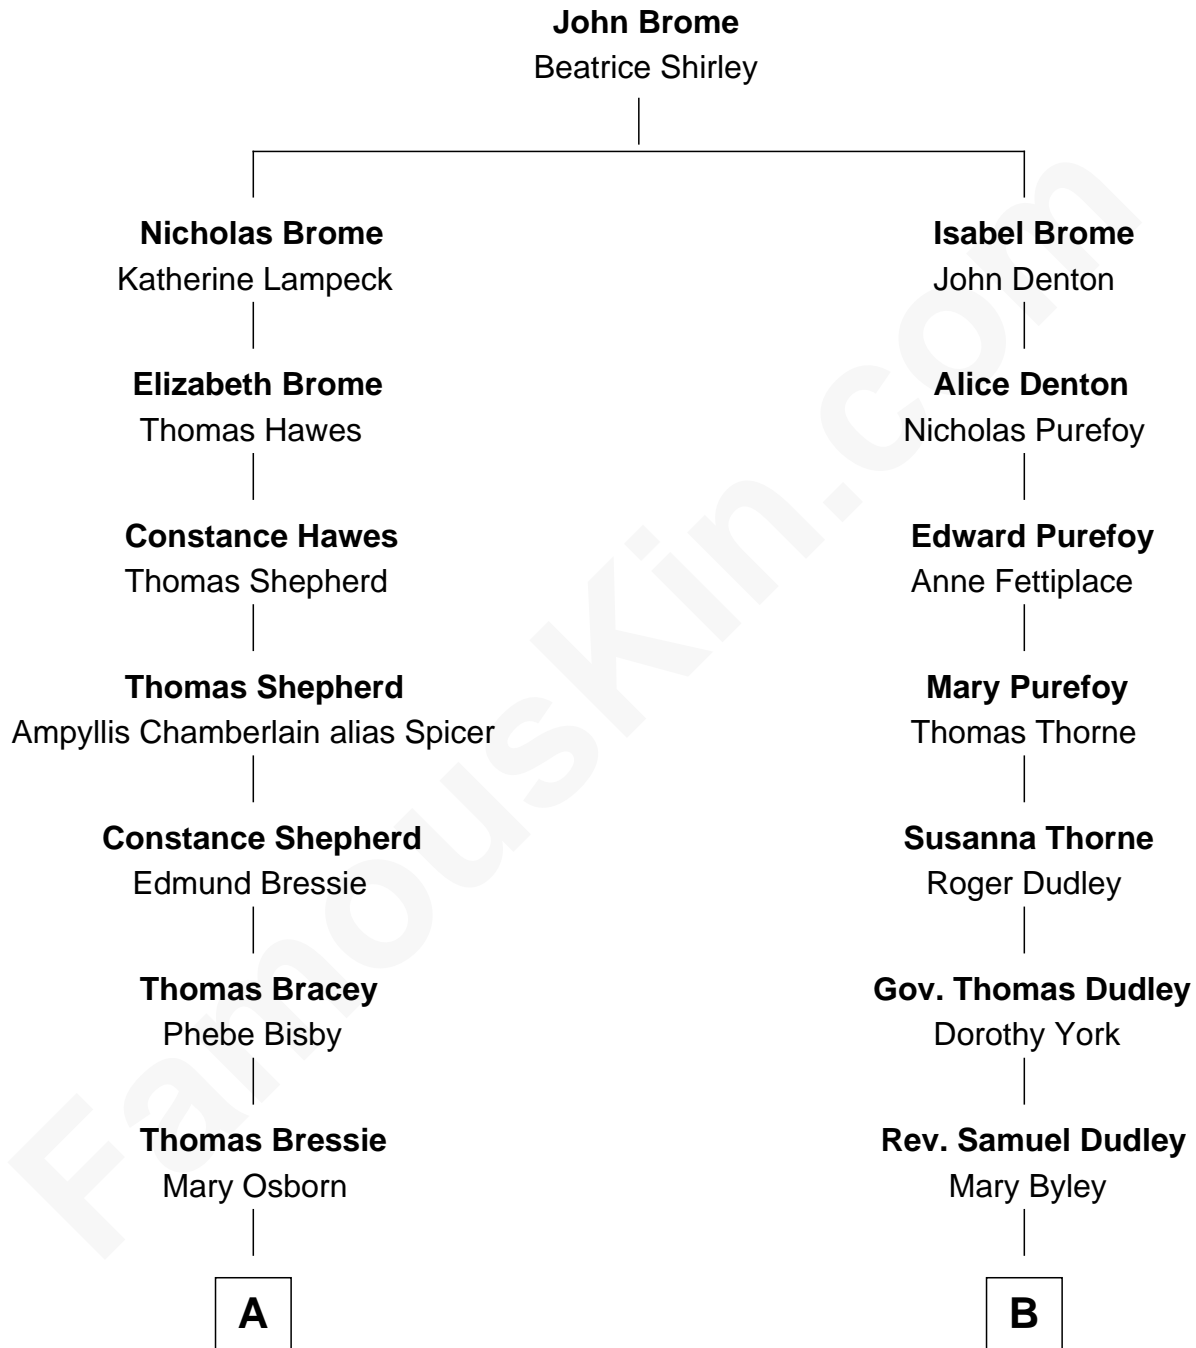 John Brome
Beatrice Shirley
Nicholas Brome
Katherine Lampeck
Elizabeth Brome
Thomas Hawes
Constance Hawes
Thomas Shepherd
Thomas Shepherd
Ampyllis Chamberlain alias Spicer
Constance Shepherd
Edmund Bressie
Thomas Bracey
Phebe Bisby
Thomas Bressie
Mary Osborn
A
Isabel Brome
John Denton
Alice Denton
Nicholas Purefoy
Edward Purefoy
Anne Fettiplace
Mary Purefoy
Thomas Thorne
Susanna Thorne
Roger Dudley
Gov. Thomas Dudley
Dorothy York
Rev. Samuel Dudley
Mary Byley
B
FamousKin.com